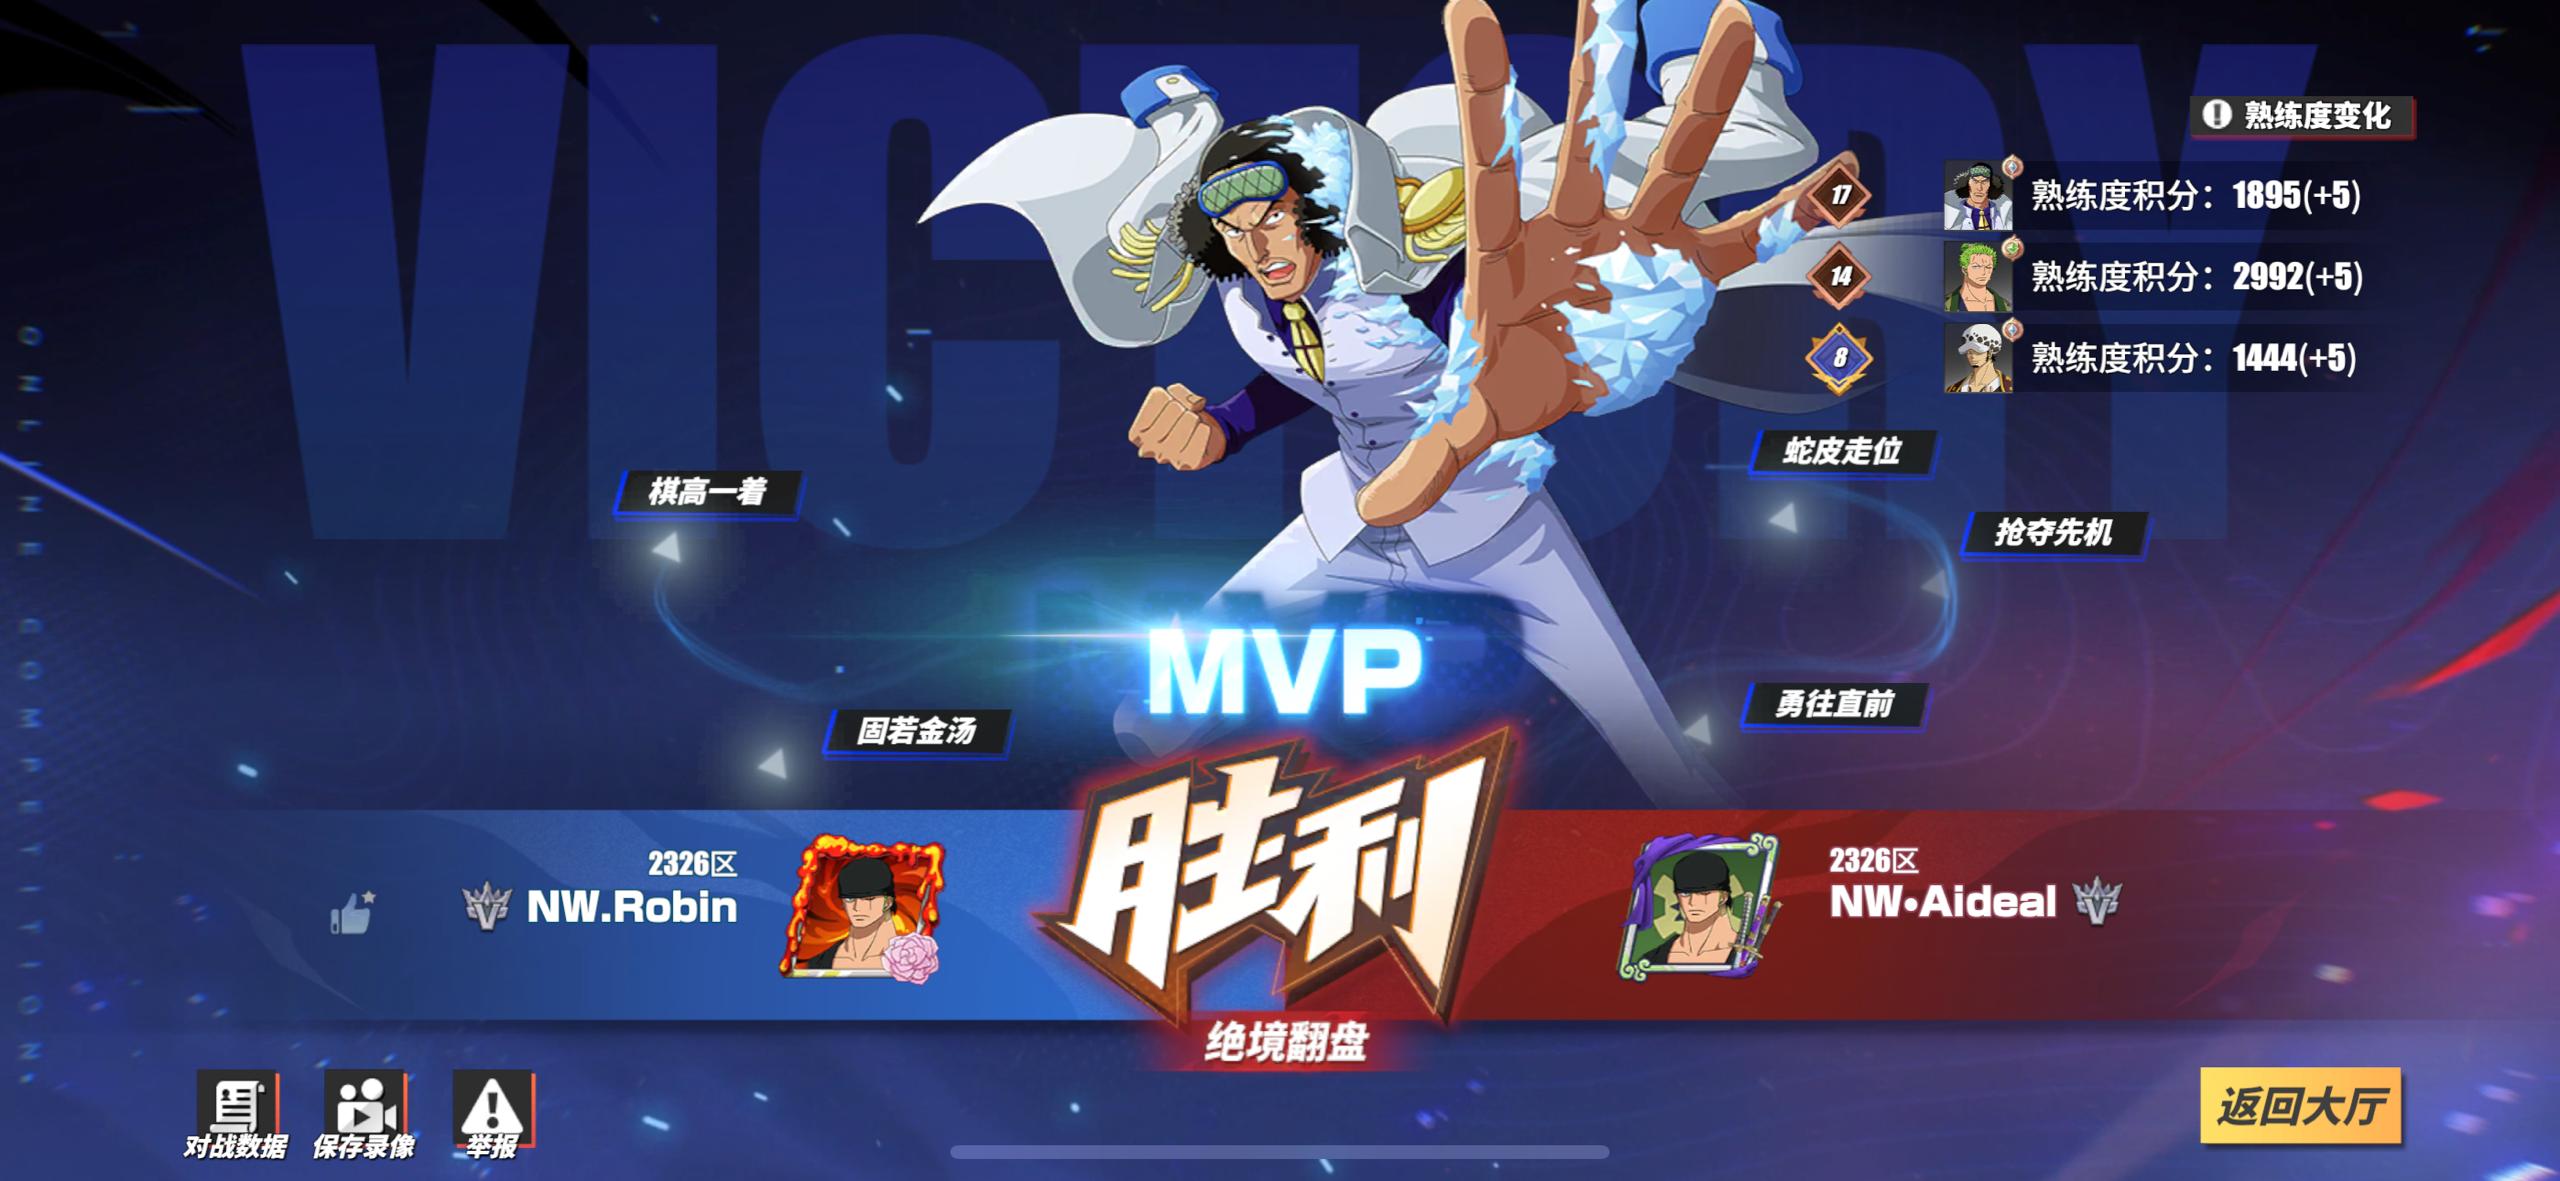 VICTORY
ONLINE COMPETITION
熟练度变化
17
熟练度积分：1895(+5)
14
熟练度积分：2992(+5)
8
熟练度积分：1444(+5)
蛇皮走位
棋高一着
抢夺先机
勇往直前
固若金汤
MVP
胜利
绝境翻盘
2326区
NW.Robin
2326区
NW•Aideal
对战数据
保存录像
举报
返回大厅